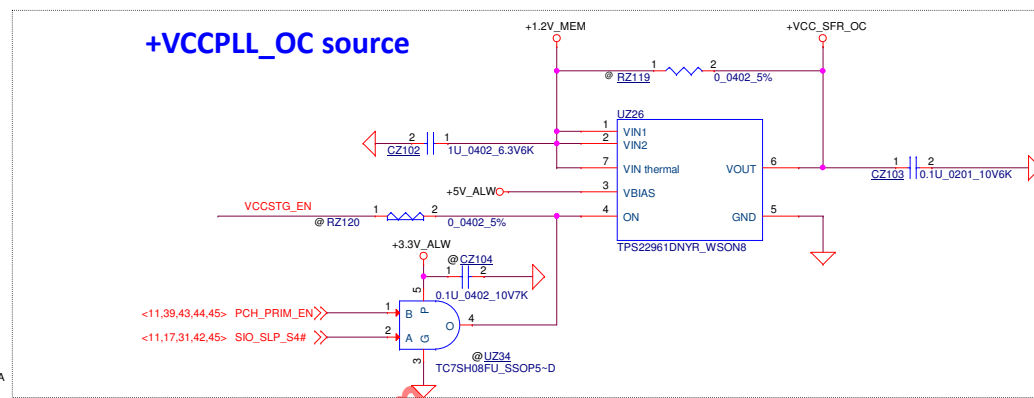 +VCCPLL_OC source
+1.2V_MEM
+VCC_SFR_OC
1 2
@ RZ119 0_0402_5%
UZ26
1 VIN1
2 VIN2
7 VIN thermal
VOUT 6
3 VBIAS
4 ON
GND 5
TPS22961DNYR_WSON8
2 1
CZ102 1U_0402_6.3V6K
1 2
CZ103 0.1U_0201_10V6K
+5V_ALW
VCCSTG_EN
1 2
@ RZ120 0_0402_5%
+3.3V_ALW
@ CZ104
1 2
0.1U_0402_10V7K
5
<11,39,43,44,45> PCH_PRIM_EN 1 B P
O 4
<11,17,31,42,45> SIO_SLP_S4# 2 A G
3
@ UZ34
TC7SH08FU_SSOP5~D
A